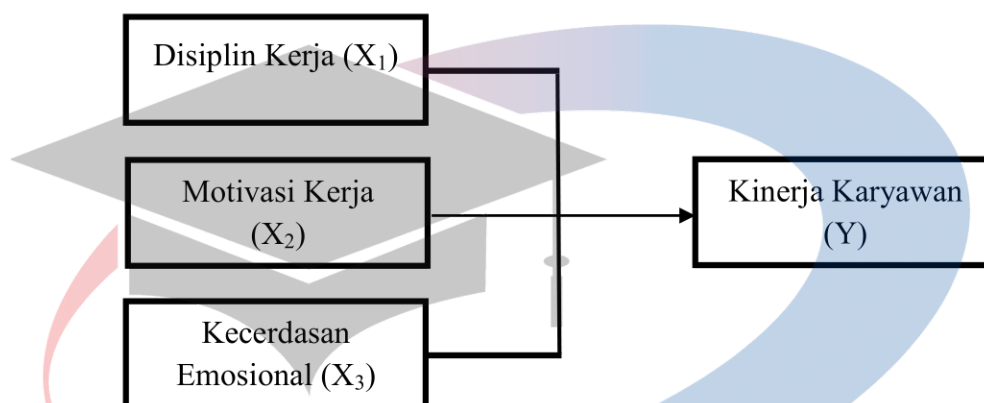 Disiplin Kerja (X₁)
Motivasi Kerja
(X₂)
Kinerja Karyawan
(Y)
Kecerdasan
Emosional (X₃)